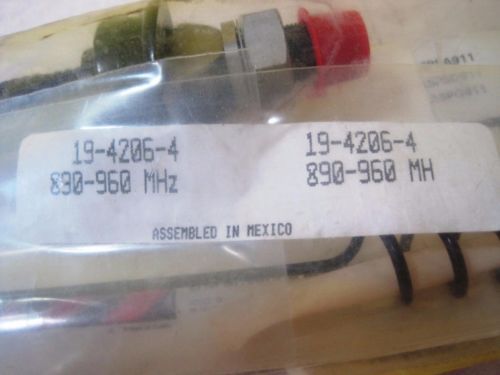 19-4206-4 19-4206-4
890-960 MHz 890-960 MH
ASSEMBLED IN MEXICO